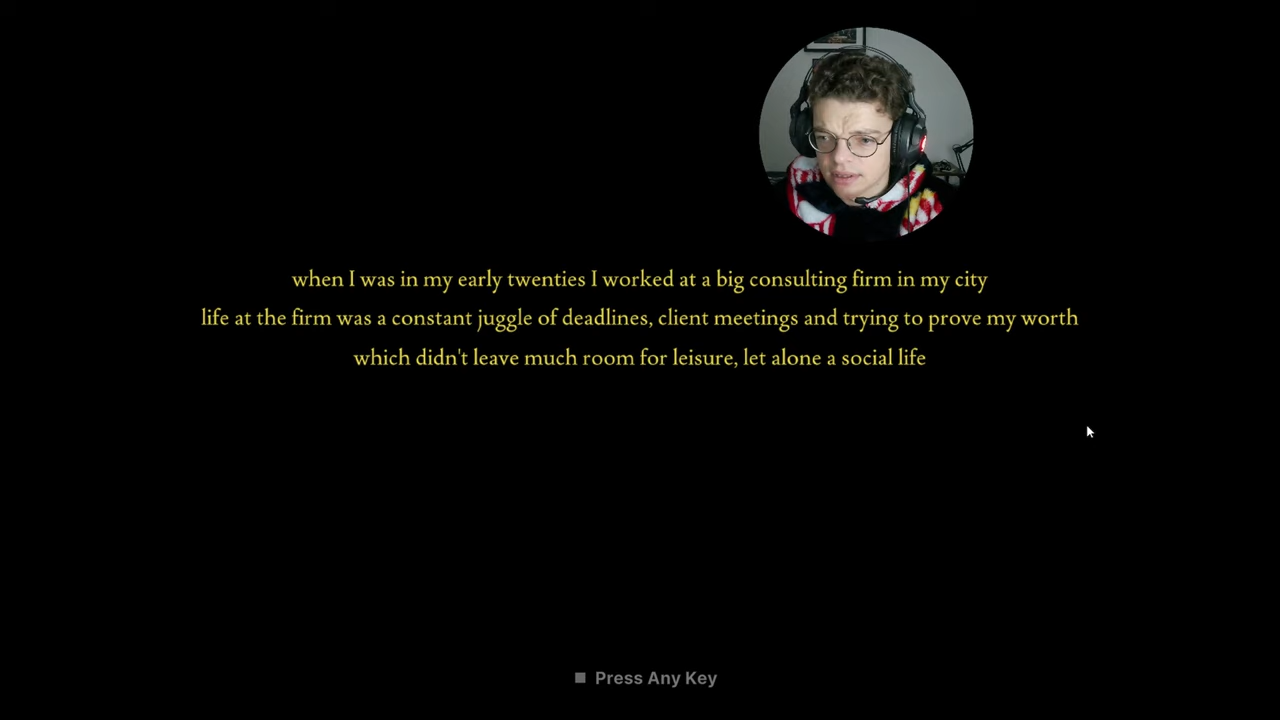 when I was in my early twenties I worked at a big consulting firm in my city
life at the firm was a constant juggle of deadlines, client meetings and trying to prove my worth
which didn't leave much room for leisure, let alone a social life
Press Any Key